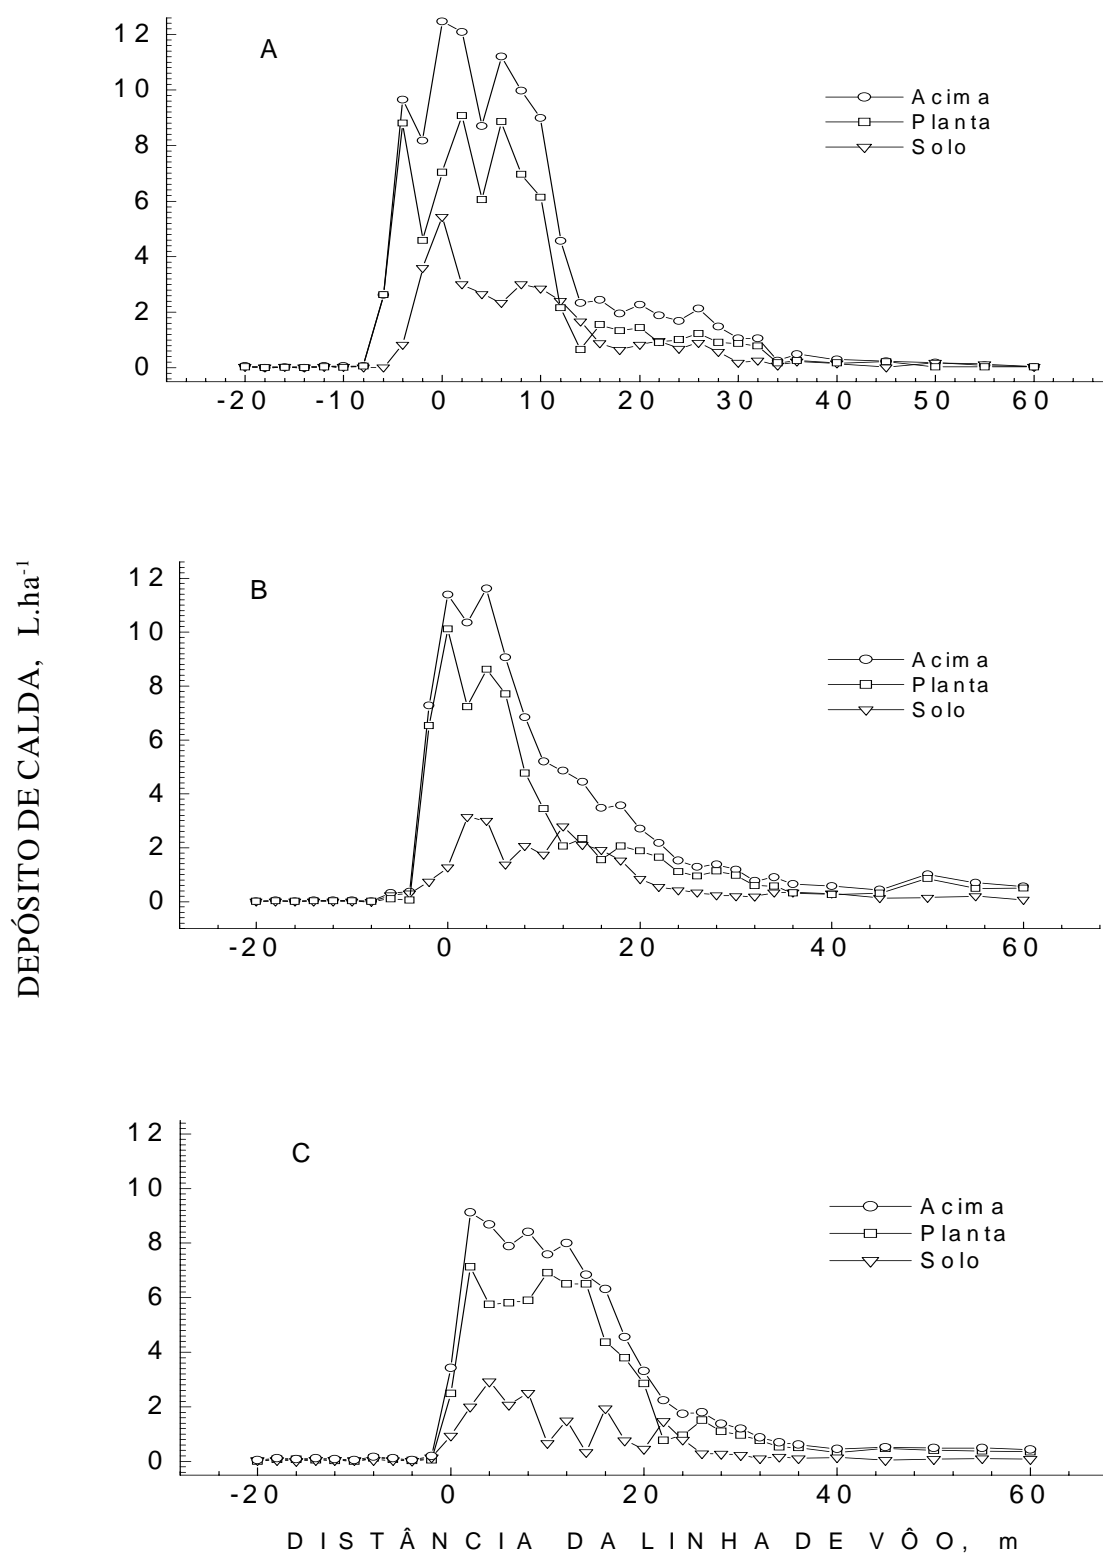 DEPÓSITO DE CALDA, L.ha⁻¹
A
12
10
8
6
4
2
0
-20 -10 0 10 20 30 40 50 60
Acima
Planta
Solo
B
12
10
8
6
4
2
0
-20 0 20 40 60
Acima
Planta
Solo
C
12
10
8
6
4
2
0
-20 0 20 40 60
Acima
Planta
Solo
DISTÂNCIA DA LINHA DE VÔO, m